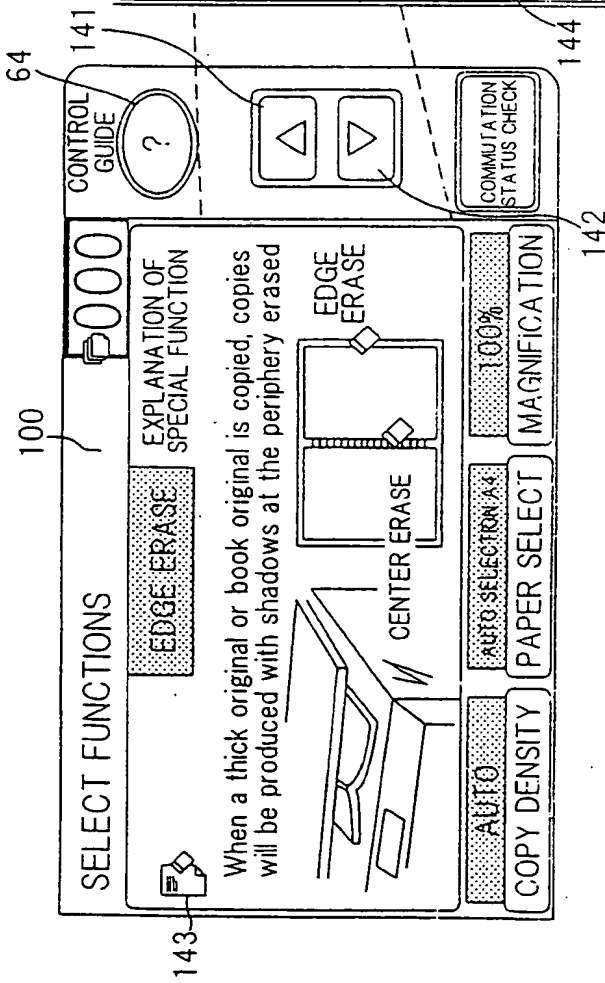 100
SELECT FUNCTIONS
000
CONTROL
GUIDE
64
?
141
142
143
144
EDGE ERASE
EXPLANATION OF
SPECIAL FUNCTION
When a thick original or book original is copied, copies
will be produced with shadows at the periphery erased
CENTER ERASE
EDGE
ERASE
AUTO
COPY DENSITY
AUTO SELECTION A4
PAPER SELECT
100%
MAGNIFICATION
COMMUTATION
STATUS CHECK